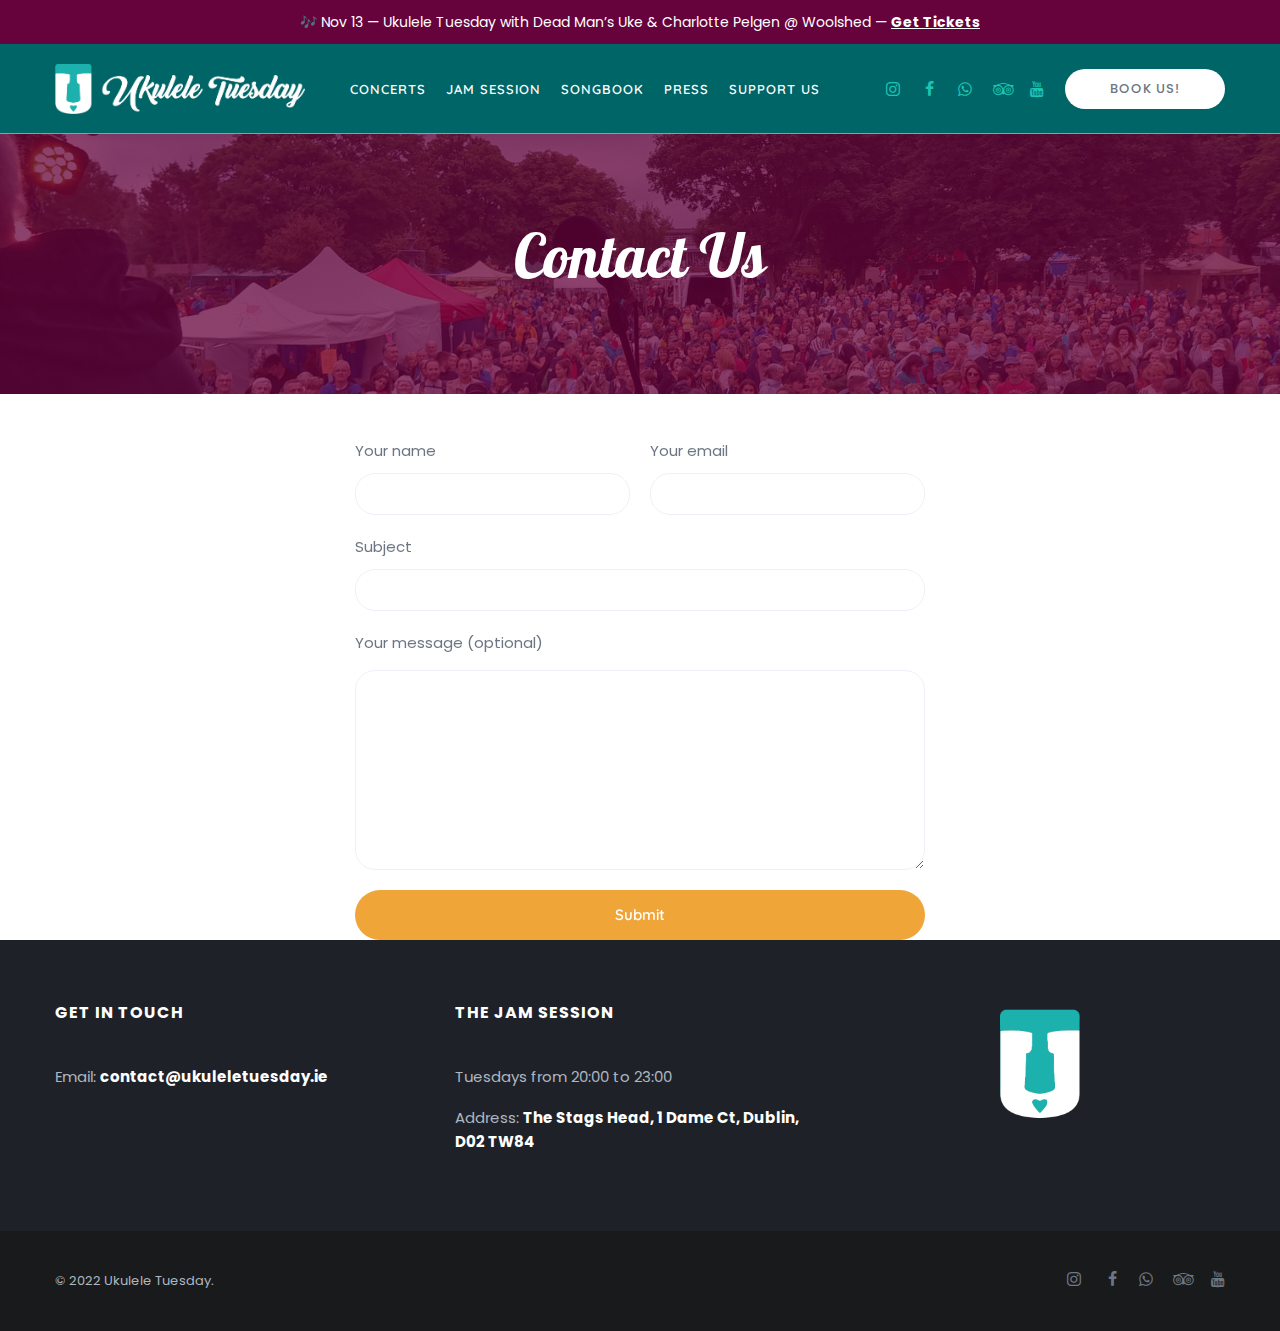 🎶 Nov 13 — Ukulele Tuesday with Dead Man's Uke & Charlotte Pelgen @ Woolshed — Get Tickets
Ukulele Tuesday
CONCERTS JAM SESSION SONGBOOK PRESS SUPPORT US
BOOK US!
Contact Us
Your name Your email
Subject
Your message (optional)
Submit
GET IN TOUCH
Email: contact@ukuleletuesday.ie
THE JAM SESSION
Tuesdays from 20:00 to 23:00
Address: The Stags Head, 1 Dame Ct, Dublin,
D02 TW84
© 2022 Ukulele Tuesday.